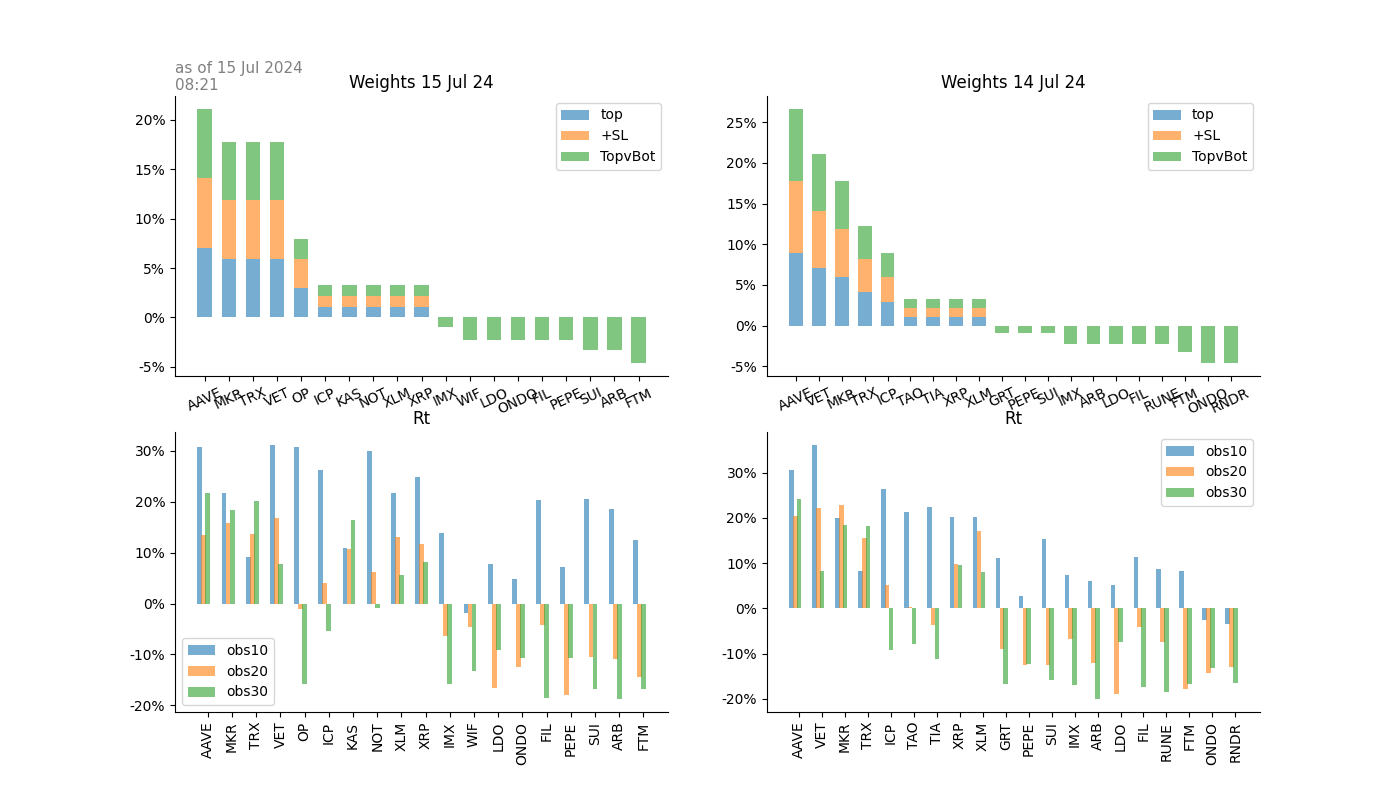 as of 15 Jul 2024
08:21
Weights 15 Jul 24
20%
15%
10%
5%
0%
-5%
top
+SL
TopvBot
AAVE MKR TRX VET OP ICP KAS NOT XLM XRP IMX WIF LDO ONDO FIL PEPE SUI ARB FTM
Weights 14 Jul 24
25%
20%
15%
10%
5%
0%
-5%
top
+SL
TopvBot
AAVE VET MKR TRX ICP TAO TIA XRP XLM GRT PEPE SUI IMX ARB LDO FIL RUNE FTM ONDO RNDR
Rt
30%
20%
10%
0%
-10%
-20%
obs10
obs20
obs30
AAVE MKR TRX VET OP ICP KAS NOT XLM XRP IMX WIF LDO ONDO FIL PEPE SUI ARB FTM
Rt
30%
20%
10%
0%
-10%
-20%
obs10
obs20
obs30
AAVE VET MKR TRX ICP TAO TIA XRP XLM GRT PEPE SUI IMX ARB LDO FIL RUNE FTM ONDO RNDR